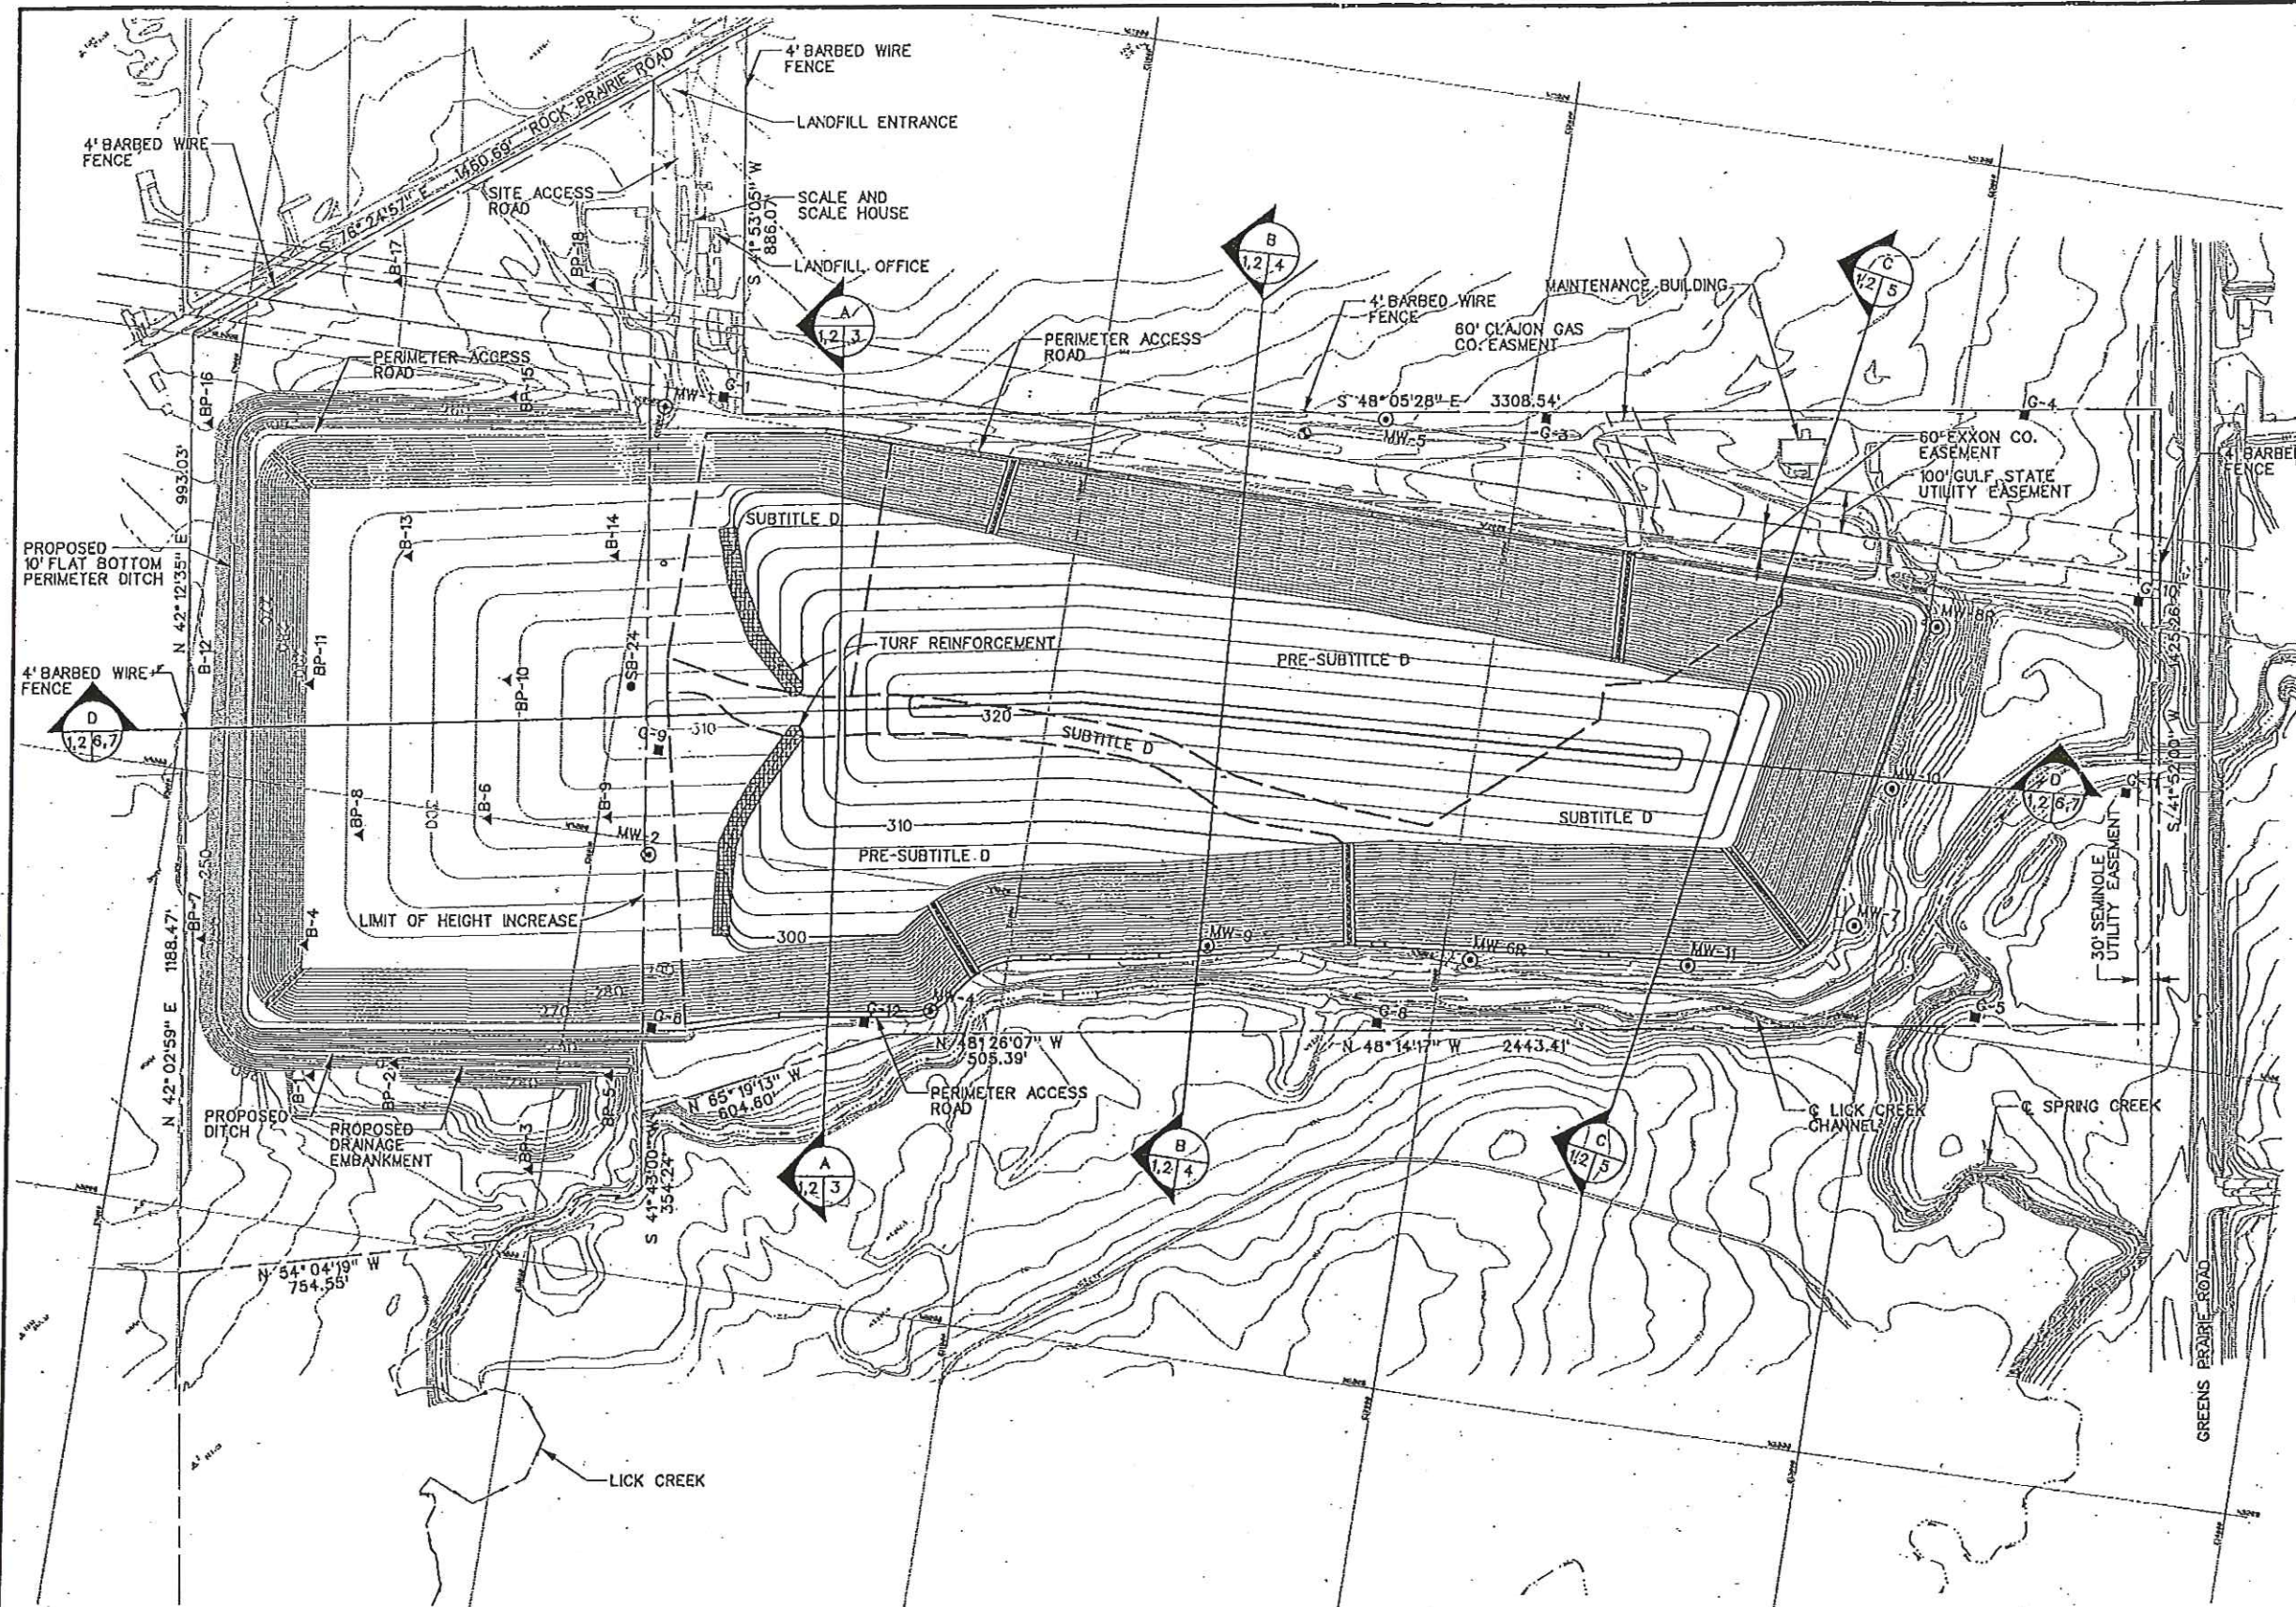 4' BARBED WIRE
FENCE
ROCK PRAIRIE ROAD
LANDFILL ENTRANCE
4' BARBED WIRE
FENCE
S 76° 24'57" E 1460.69'
SITE ACCESS
ROAD
SCALE AND
SCALE HOUSE
S 41° 53'05" W
886.07'
LANDFILL OFFICE
B-17
BP-18
B
1,2 4
C
1,2 5
MAINTENANCE BUILDING
A
1,2 3
4' BARBED WIRE
FENCE
60' CLAJON GAS
CO. EASMENT
PERIMETER ACCESS
ROAD
PERIMETER ACCESS
ROAD
BP-16
BP-15
MW-1
G-1
S 48° 05'28" E 3308.54'
MW-5
G-3
G-4
60' EXXON CO.
EASEMENT
4' BARBE
FENCE
100' GULF STATE
UTILITY EASEMENT
N 42° 12'35" E 993.03'
B-13
B-14
SUBTITLE D
PROPOSED
10' FLAT BOTTOM
PERIMETER DITCH
G-10
MW-8R
B-12
BP-11
BP-10
SB-24
TURF REINFORCEMENT
PRE-SUBTITLE D
4' BARBED WIRE
FENCE
D
1,2 6,7
G-9
310
320
SUBTITLE D
MW-10
D
1,2 6,7
G-11
S 41° 52'00" W
BP-8
B-6
B-9
MW-2
310
SUBTITLE D
PRE-SUBTITLE D
250
BP-7
B-4
LIMIT OF HEIGHT INCREASE
300
MW-9
MW-6R
MW-11
MW-7
30' SEMINOLE
UTILITY EASEMENT
N 42° 02'59" E 1188.47'
280
270
G-6
G-12
MW-4
G-8
G-5
N 48° 26'07" W
505.39'
N 48° 14'17" W 2443.41'
B-1
BP-2
BP-3
BP-5
N 65° 19'13" W
604.60'
PERIMETER ACCESS
ROAD
PROPOSED
DITCH
PROPOSED
DRAINAGE
EMBANKMENT
℄ LICK CREEK
CHANNEL
℄ SPRING CREEK
A
1,2 3
B
1,2 4
C
1,2 5
S 41° 43'00" W
354.24'
N 54° 04'19" W
754.55'
LICK CREEK
GREENS PRAIRIE ROAD